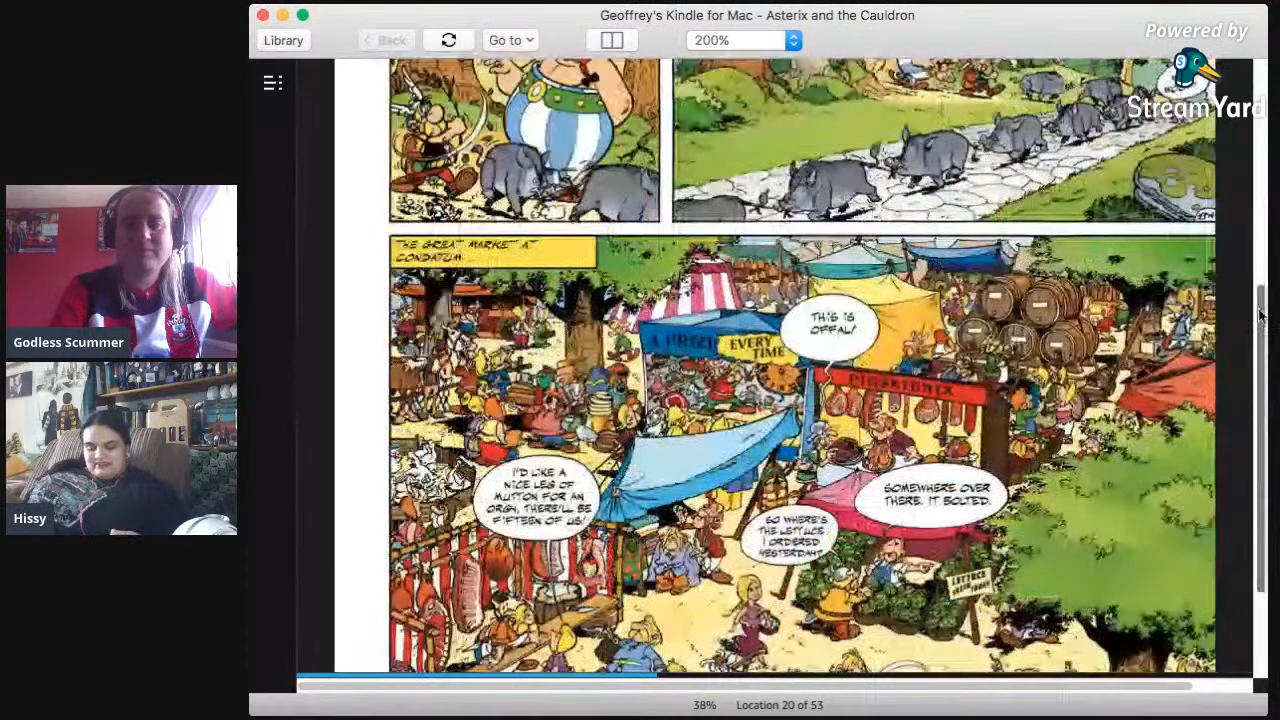 Geoffrey's Kindle for Mac - Asterix and the Cauldron
Powered by
Library
Back
Go to
200%
StreamYard
THE GREAT MARKET AT
CONDATUM
THIS IS
OFFAL!
A PRIZE
EVERY
TIME
PIGSKIDNIX
I'D LIKE A
NICE LEG OF
MUTTON FOR AN
ORGY, THERE'LL BE
FIFTEEN OF US!
SOMEWHERE OVER
THERE. IT BOLTED.
SO WHERE'S
THE LETTUCE
I ORDERED
YESTERDAY?
LETTUCE
Godless Scummer
Hissy
38%
Location 20 of 53